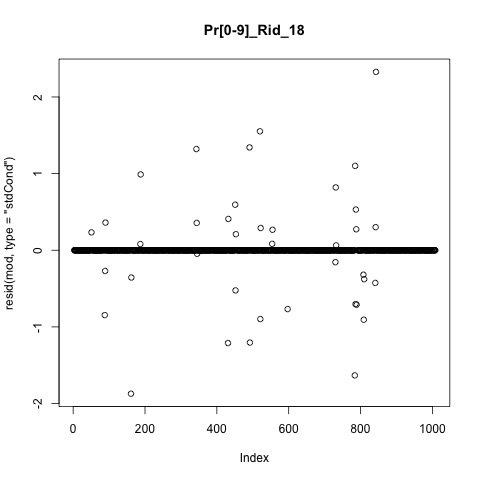 Pr[0-9]_Rid_18
resid(mod, type = "stdCond")
2
1
0
-1
-2
0 200 400 600 800 1000
Index